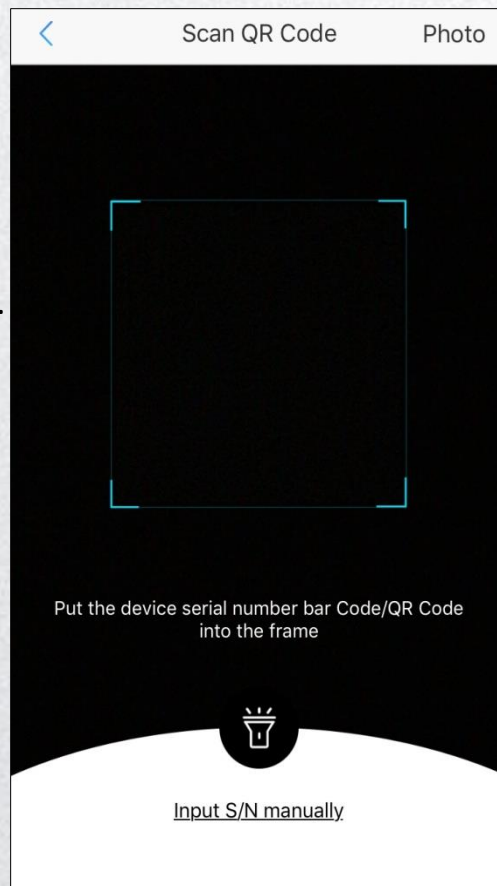 Scan QR Code Photo
Put the device serial number bar Code/QR Code
into the frame
Input S/N manually